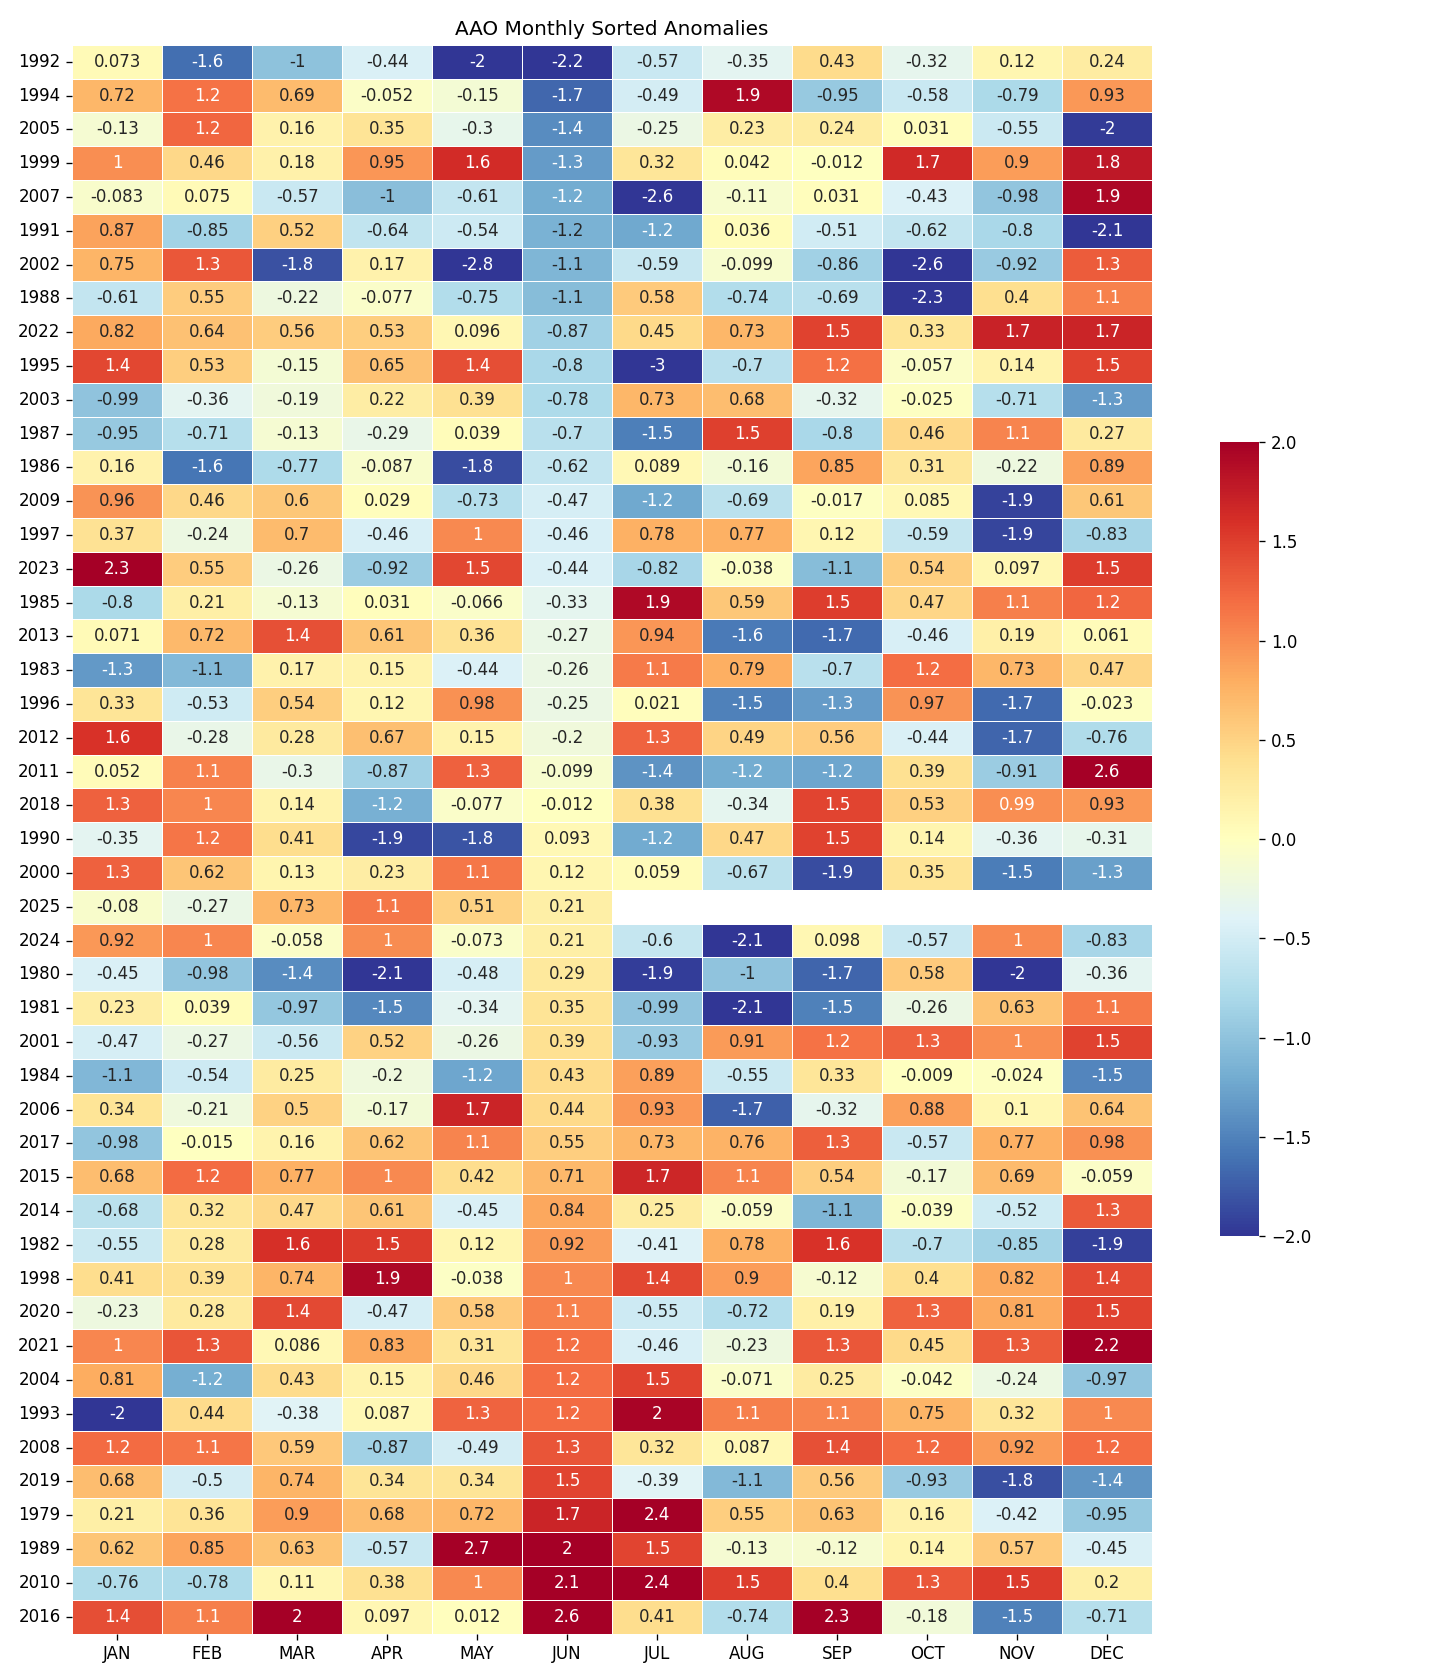 AAO Monthly Sorted Anomalies
1992 0.073 -1.6 -1 -0.44 -2 -2.2 -0.57 -0.35 0.43 -0.32 0.12 0.24
1994 0.72 1.2 0.69 -0.052 -0.15 -1.7 -0.49 1.9 -0.95 -0.58 -0.79 0.93
2005 -0.13 1.2 0.16 0.35 -0.3 -1.4 -0.25 0.23 0.24 0.031 -0.55 -2
1999 1 0.46 0.18 0.95 1.6 -1.3 0.32 0.042 -0.012 1.7 0.9 1.8
2007 -0.083 0.075 -0.57 -1 -0.61 -1.2 -2.6 -0.11 0.031 -0.43 -0.98 1.9
1991 0.87 -0.85 0.52 -0.64 -0.54 -1.2 -1.2 0.036 -0.51 -0.62 -0.8 -2.1
2002 0.75 1.3 -1.8 0.17 -2.8 -1.1 -0.59 -0.099 -0.86 -2.6 -0.92 1.3
1988 -0.61 0.55 -0.22 -0.077 -0.75 -1.1 0.58 -0.74 -0.69 -2.3 0.4 1.1
2022 0.82 0.64 0.56 0.53 0.096 -0.87 0.45 0.73 1.5 0.33 1.7 1.7
1995 1.4 0.53 -0.15 0.65 1.4 -0.8 -3 -0.7 1.2 -0.057 0.14 1.5
2003 -0.99 -0.36 -0.19 0.22 0.39 -0.78 0.73 0.68 -0.32 -0.025 -0.71 -1.3
1987 -0.95 -0.71 -0.13 -0.29 0.039 -0.7 -1.5 1.5 -0.8 0.46 1.1 0.27
1986 0.16 -1.6 -0.77 -0.087 -1.8 -0.62 0.089 -0.16 0.85 0.31 -0.22 0.89
2009 0.96 0.46 0.6 0.029 -0.73 -0.47 -1.2 -0.69 -0.017 0.085 -1.9 0.61
1997 0.37 -0.24 0.7 -0.46 1 -0.46 0.78 0.77 0.12 -0.59 -1.9 -0.83
2023 2.3 0.55 -0.26 -0.92 1.5 -0.44 -0.82 -0.038 -1.1 0.54 0.097 1.5
1985 -0.8 0.21 -0.13 0.031 -0.066 -0.33 1.9 0.59 1.5 0.47 1.1 1.2
2013 0.071 0.72 1.4 0.61 0.36 -0.27 0.94 -1.6 -1.7 -0.46 0.19 0.061
1983 -1.3 -1.1 0.17 0.15 -0.44 -0.26 1.1 0.79 -0.7 1.2 0.73 0.47
1996 0.33 -0.53 0.54 0.12 0.98 -0.25 0.021 -1.5 -1.3 0.97 -1.7 -0.023
2012 1.6 -0.28 0.28 0.67 0.15 -0.2 1.3 0.49 0.56 -0.44 -1.7 -0.76
2011 0.052 1.1 -0.3 -0.87 1.3 -0.099 -1.4 -1.2 -1.2 0.39 -0.91 2.6
2018 1.3 1 0.14 -1.2 -0.077 -0.012 0.38 -0.34 1.5 0.53 0.99 0.93
1990 -0.35 1.2 0.41 -1.9 -1.8 0.093 -1.2 0.47 1.5 0.14 -0.36 -0.31
2000 1.3 0.62 0.13 0.23 1.1 0.12 0.059 -0.67 -1.9 0.35 -1.5 -1.3
2025 -0.08 -0.27 0.73 1.1 0.51 0.21
2024 0.92 1 -0.058 1 -0.073 0.21 -0.6 -2.1 0.098 -0.57 1 -0.83
1980 -0.45 -0.98 -1.4 -2.1 -0.48 0.29 -1.9 -1 -1.7 0.58 -2 -0.36
1981 0.23 0.039 -0.97 -1.5 -0.34 0.35 -0.99 -2.1 -1.5 -0.26 0.63 1.1
2001 -0.47 -0.27 -0.56 0.52 -0.26 0.39 -0.93 0.91 1.2 1.3 1 1.5
1984 -1.1 -0.54 0.25 -0.2 -1.2 0.43 0.89 -0.55 0.33 -0.009 -0.024 -1.5
2006 0.34 -0.21 0.5 -0.17 1.7 0.44 0.93 -1.7 -0.32 0.88 0.1 0.64
2017 -0.98 -0.015 0.16 0.62 1.1 0.55 0.73 0.76 1.3 -0.57 0.77 0.98
2015 0.68 1.2 0.77 1 0.42 0.71 1.7 1.1 0.54 -0.17 0.69 -0.059
2014 -0.68 0.32 0.47 0.61 -0.45 0.84 0.25 -0.059 -1.1 -0.039 -0.52 1.3
1982 -0.55 0.28 1.6 1.5 0.12 0.92 -0.41 0.78 1.6 -0.7 -0.85 -1.9
1998 0.41 0.39 0.74 1.9 -0.038 1 1.4 0.9 -0.12 0.4 0.82 1.4
2020 -0.23 0.28 1.4 -0.47 0.58 1.1 -0.55 -0.72 0.19 1.3 0.81 1.5
2021 1 1.3 0.086 0.83 0.31 1.2 -0.46 -0.23 1.3 0.45 1.3 2.2
2004 0.81 -1.2 0.43 0.15 0.46 1.2 1.5 -0.071 0.25 -0.042 -0.24 -0.97
1993 -2 0.44 -0.38 0.087 1.3 1.2 2 1.1 1.1 0.75 0.32 1
2008 1.2 1.1 0.59 -0.87 -0.49 1.3 0.32 0.087 1.4 1.2 0.92 1.2
2019 0.68 -0.5 0.74 0.34 0.34 1.5 -0.39 -1.1 0.56 -0.93 -1.8 -1.4
1979 0.21 0.36 0.9 0.68 0.72 1.7 2.4 0.55 0.63 0.16 -0.42 -0.95
1989 0.62 0.85 0.63 -0.57 2.7 2 1.5 -0.13 -0.12 0.14 0.57 -0.45
2010 -0.76 -0.78 0.11 0.38 1 2.1 2.4 1.5 0.4 1.3 1.5 0.2
2016 1.4 1.1 2 0.097 0.012 2.6 0.41 -0.74 2.3 -0.18 -1.5 -0.71
JAN FEB MAR APR MAY JUN JUL AUG SEP OCT NOV DEC
2.0
1.5
1.0
0.5
0.0
−0.5
−1.0
−1.5
−2.0